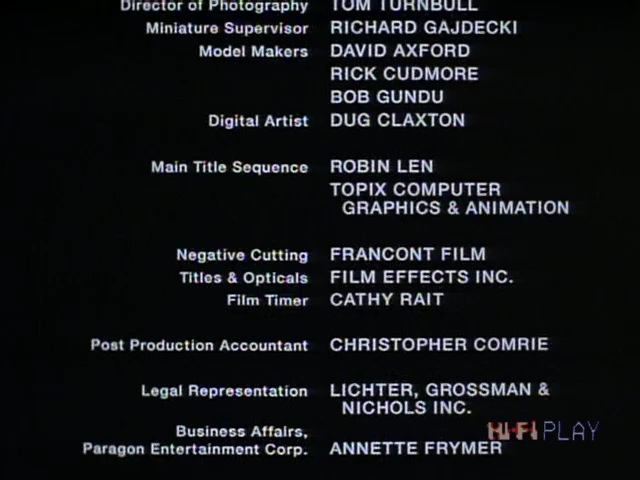 Director of Photography TOM TURNBULL
Miniature Supervisor RICHARD GAJDECKI
Model Makers DAVID AXFORD
RICK CUDMORE
BOB GUNDU
Digital Artist DUG CLAXTON
Main Title Sequence ROBIN LEN
TOPIX COMPUTER
GRAPHICS & ANIMATION
Negative Cutting FRANCONT FILM
Titles & Opticals FILM EFFECTS INC.
Film Timer CATHY RAIT
Post Production Accountant CHRISTOPHER COMRIE
Legal Representation LICHTER, GROSSMAN &
NICHOLS INC.
Business Affairs,
Paragon Entertainment Corp. ANNETTE FRYMER
HI-FI PLAY